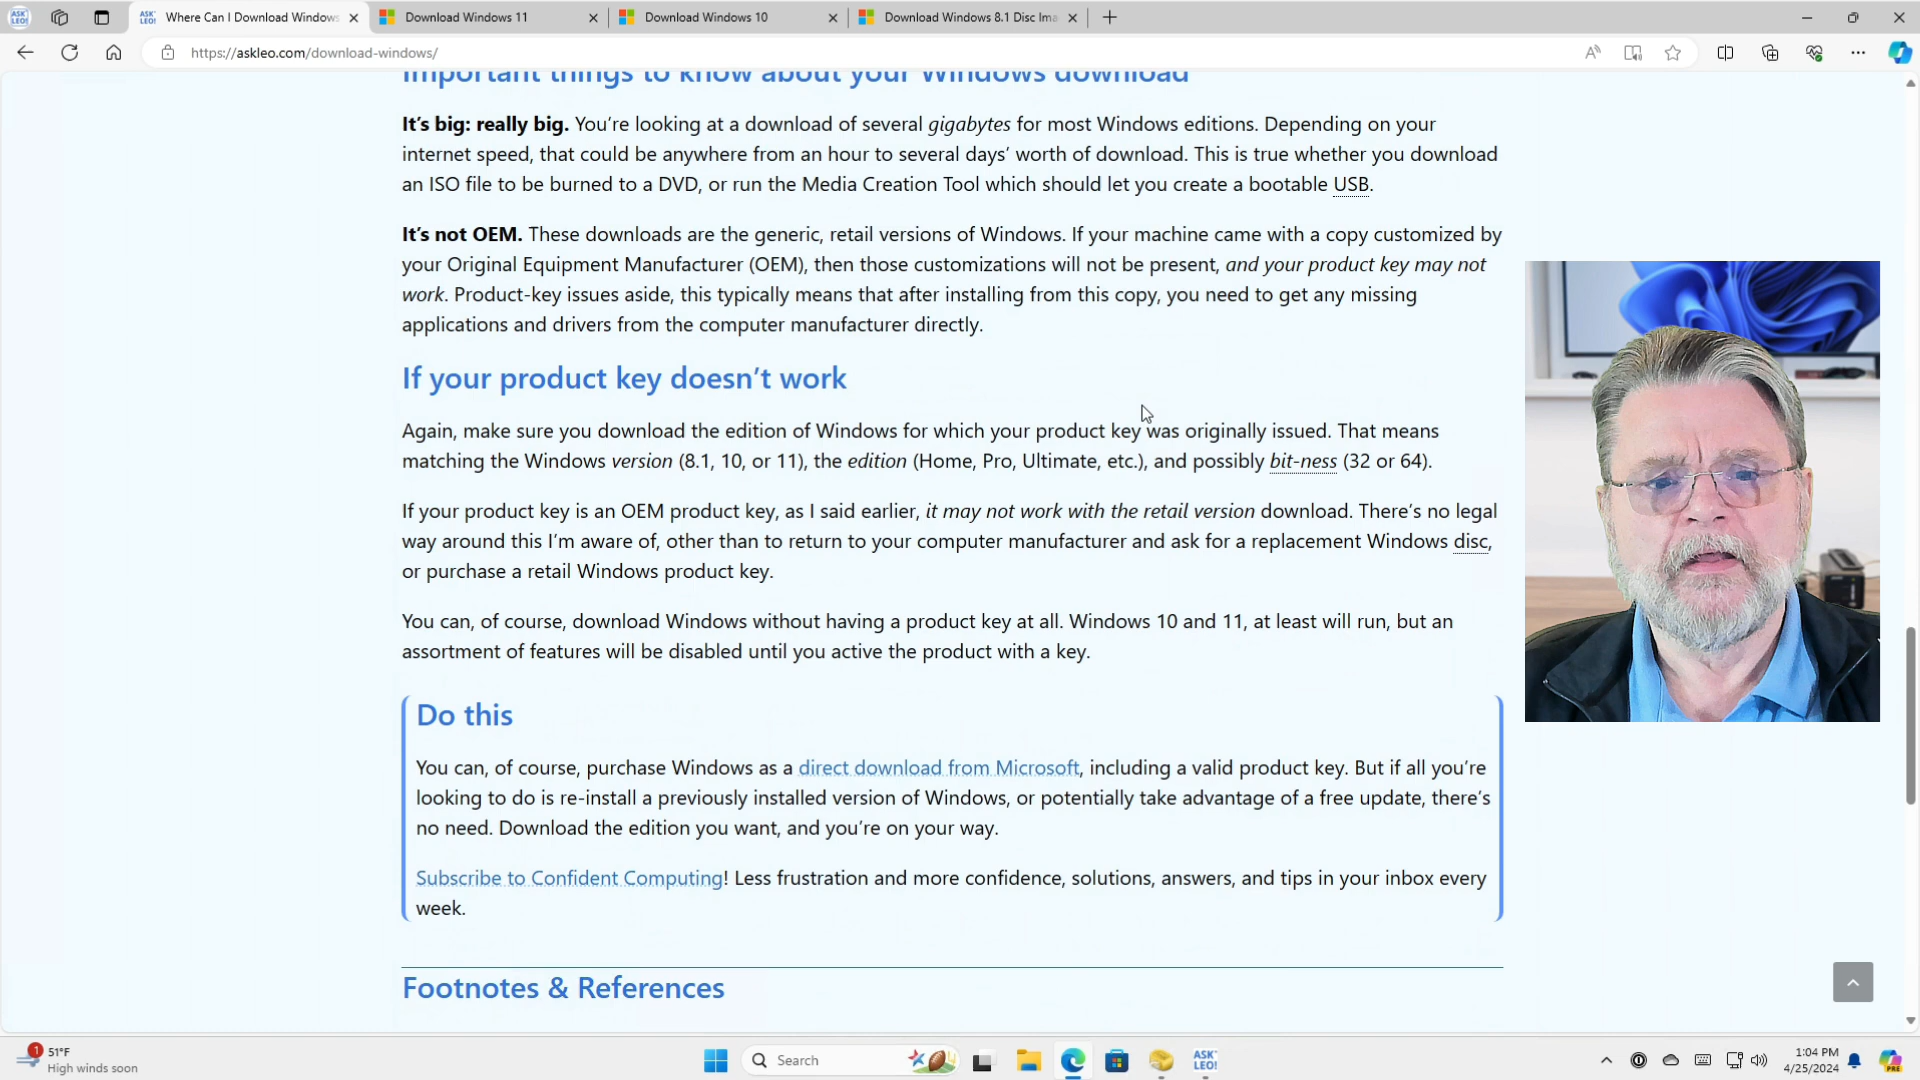 Where Can I Download Windows
Download Windows 11
Download Windows 10
Download Windows 8.1 Disc Ima
https://askleo.com/download-windows/
Important things to know about your Windows download
It’s big: really big. You’re looking at a download of several gigabytes for most Windows editions. Depending on your
internet speed, that could be anywhere from an hour to several days’ worth of download. This is true whether you download
an ISO file to be burned to a DVD, or run the Media Creation Tool which should let you create a bootable USB.
It’s not OEM. These downloads are the generic, retail versions of Windows. If your machine came with a copy customized by
your Original Equipment Manufacturer (OEM), then those customizations will not be present, and your product key may not
work. Product-key issues aside, this typically means that after installing from this copy, you need to get any missing
applications and drivers from the computer manufacturer directly.
If your product key doesn’t work
Again, make sure you download the edition of Windows for which your product key was originally issued. That means
matching the Windows version (8.1, 10, or 11), the edition (Home, Pro, Ultimate, etc.), and possibly bit-ness (32 or 64).
If your product key is an OEM product key, as I said earlier, it may not work with the retail version download. There’s no legal
way around this I’m aware of, other than to return to your computer manufacturer and ask for a replacement Windows disc,
or purchase a retail Windows product key.
You can, of course, download Windows without having a product key at all. Windows 10 and 11, at least will run, but an
assortment of features will be disabled until you active the product with a key.
Do this
You can, of course, purchase Windows as a direct download from Microsoft, including a valid product key. But if all you’re
looking to do is re-install a previously installed version of Windows, or potentially take advantage of a free update, there’s
no need. Download the edition you want, and you’re on your way.
Subscribe to Confident Computing! Less frustration and more confidence, solutions, answers, and tips in your inbox every
week.
Footnotes & References
1
51°F
High winds soon
Search
ASK
LEO!
1:04 PM
4/25/2024
PRE